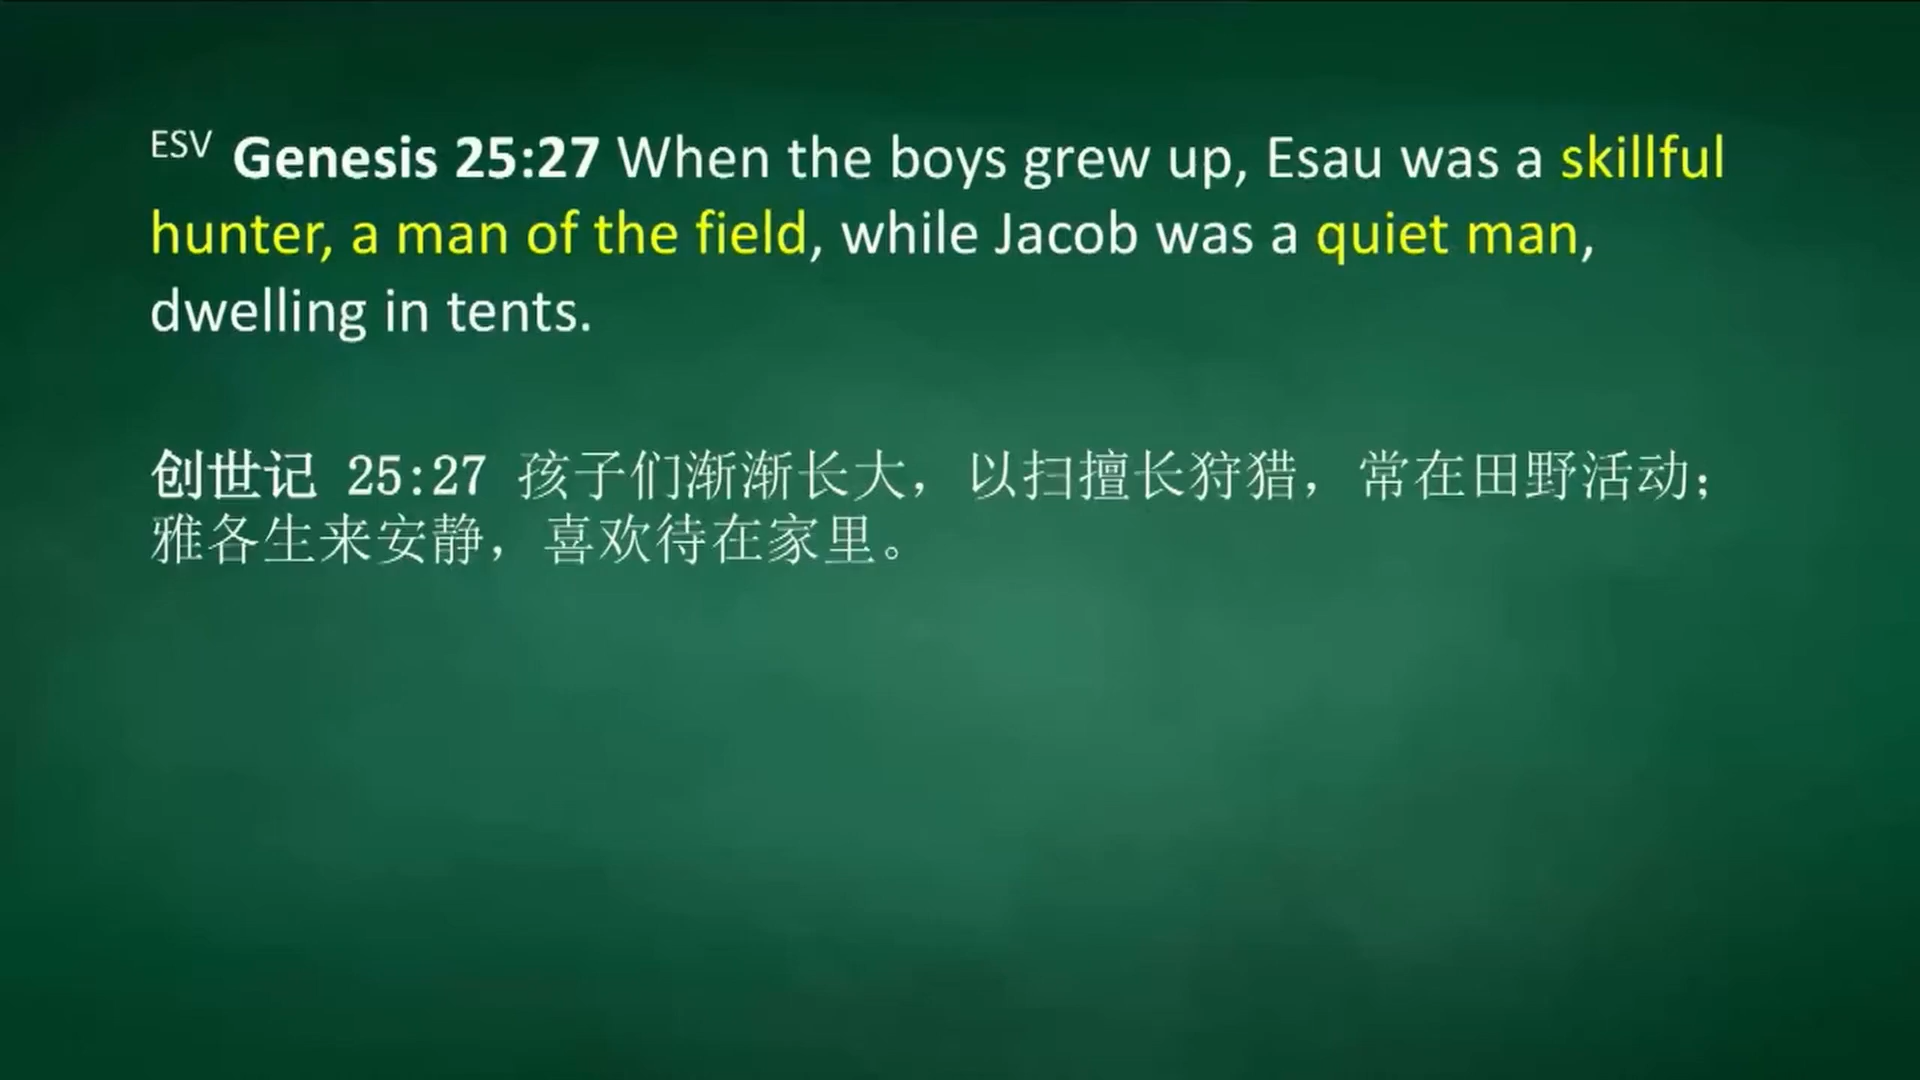 ESV Genesis 25:27 When the boys grew up, Esau was a skillful
hunter, a man of the field, while Jacob was a quiet man,
dwelling in tents.
创世记 25:27 孩子们渐渐长大，以扫擅长狩猎，常在田野活动；
雅各生来安静，喜欢待在家里。